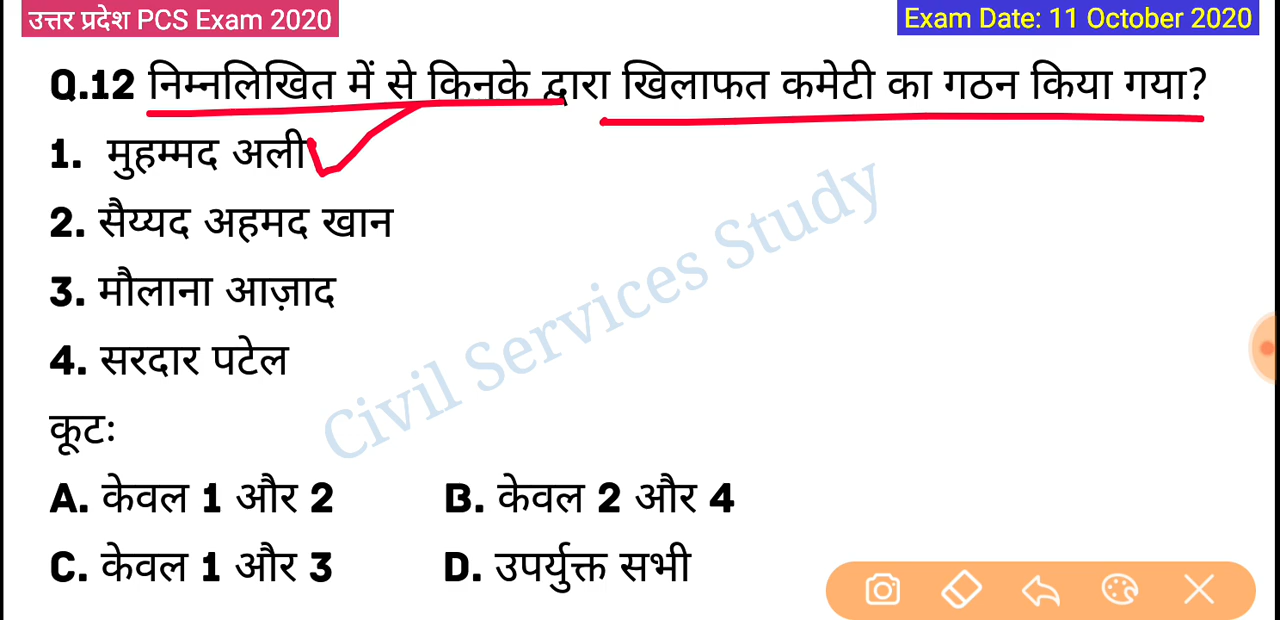 उत्तर प्रदेश PCS Exam 2020
Exam Date: 11 October 2020
Q.12 निम्नलिखित में से किनके द्वारा खिलाफत कमेटी का गठन किया गया?
1. मुहम्मद अली
2. सैय्यद अहमद खान
3. मौलाना आज़ाद
4. सरदार पटेल
कूटः
A. केवल 1 और 2 B. केवल 2 और 4
C. केवल 1 और 3 D. उपर्युक्त सभी
Civil Services Study